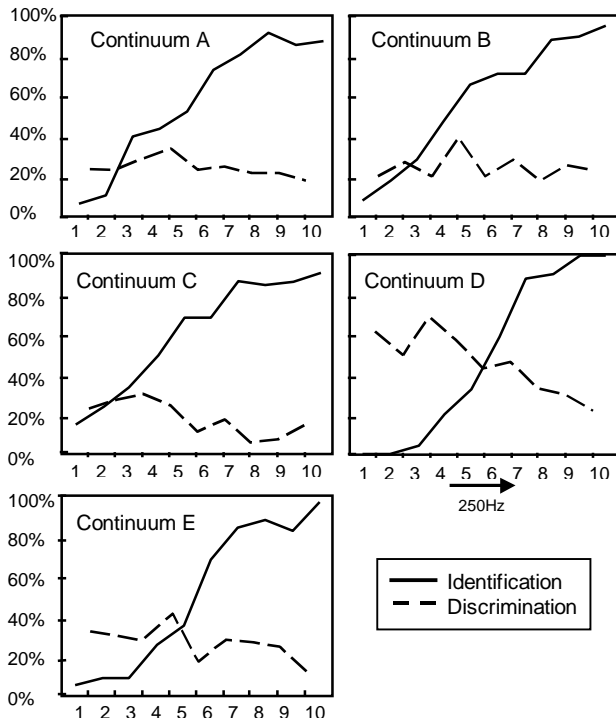 100%
Continuum A
Continuum B
80%
60%
40%
20%
0%
1 2 3 4 5 6 7 8 9 10
1 2 3 4 5 6 7 8 9 10
100%
Continuum C
Continuum D
80%
60%
40%
20%
0%
1 2 3 4 5 6 7 8 9 10
1 2 3 4 5 6 7 8 9 10
250Hz
100%
Continuum E
80%
60%
40%
20%
0%
1 2 3 4 5 6 7 8 9 10
Identification
Discrimination